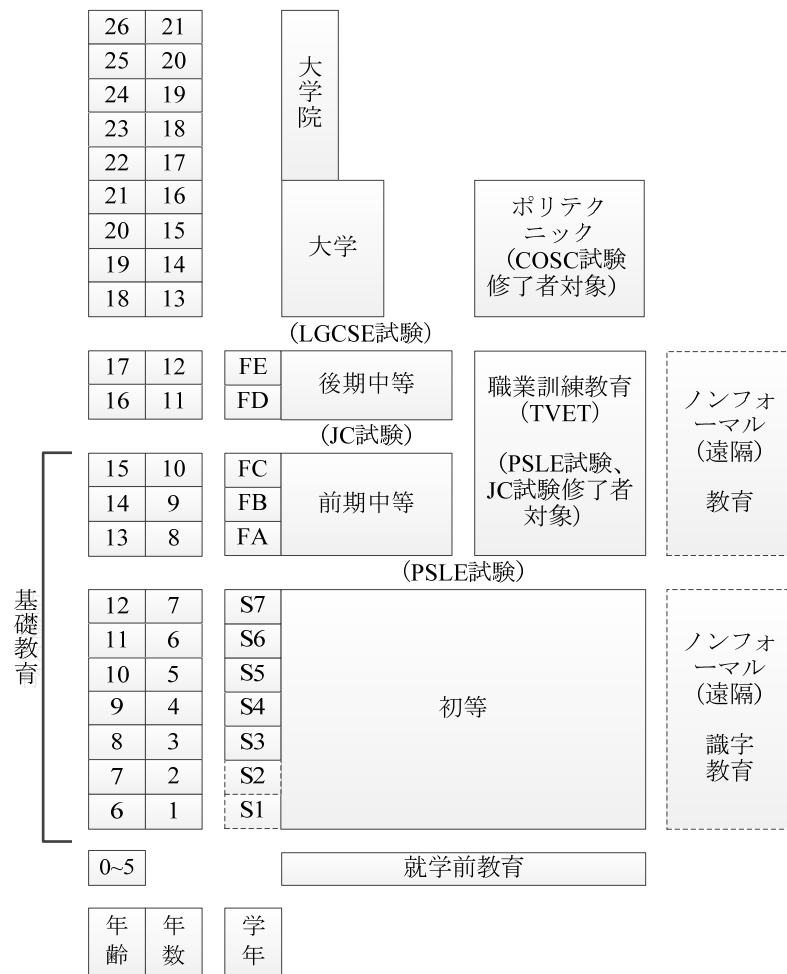 26 21
25 20
大学院
24 19
23 18
22 17
21 16
20 15
19 14
18 13
大学
ポリテク
ニック
（COSC試験
修了者対象）
(LGCSE試験)
17 12 FE
16 11 FD
後期中等
(JC試験)
15 10 FC
14 9 FB
13 8 FA
前期中等
職業訓練教育
(TVET)
(PSLE試験、
JC試験修了者
対象）
ノンフォ
ーマル
（遠隔）
教育
(PSLE試験)
基礎教育
12 7 S7
11 6 S6
10 5 S5
9 4 S4
8 3 S3
7 2 S2
6 1 S1
初等
ノンフォ
ーマル
（遠隔）
識字
教育
0~5
就学前教育
年齢
年数
学年